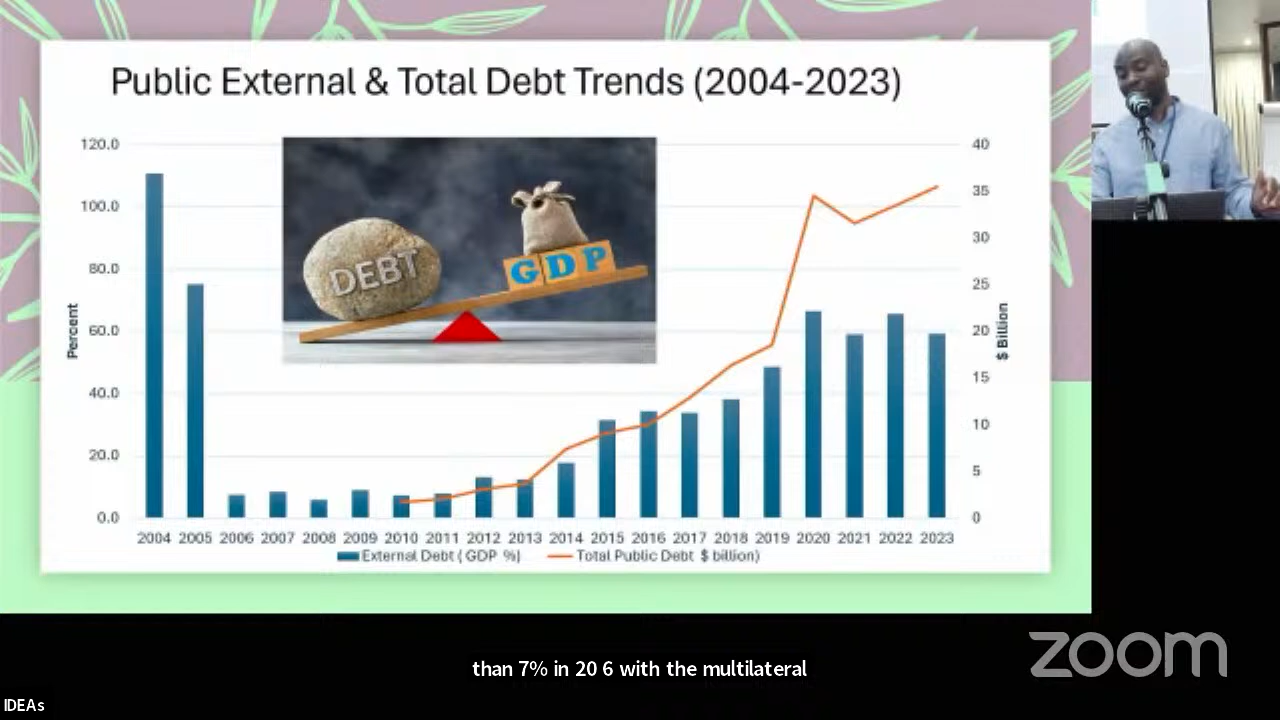 Public External & Total Debt Trends (2004-2023)
120.0
100.0
80.0
60.0
40.0
20.0
0.0
Percent
DEBT
GDP
40
35
30
25
20
15
10
5
0
$ Billion
2004 2005 2006 2007 2008 2009 2010 2011 2012 2013 2014 2015 2016 2017 2018 2019 2020 2021 2022 2023
External Debt ( GDP %) Total Public Debt $ billion)
zoom
than 7% in 20 6 with the multilateral
IDEAs